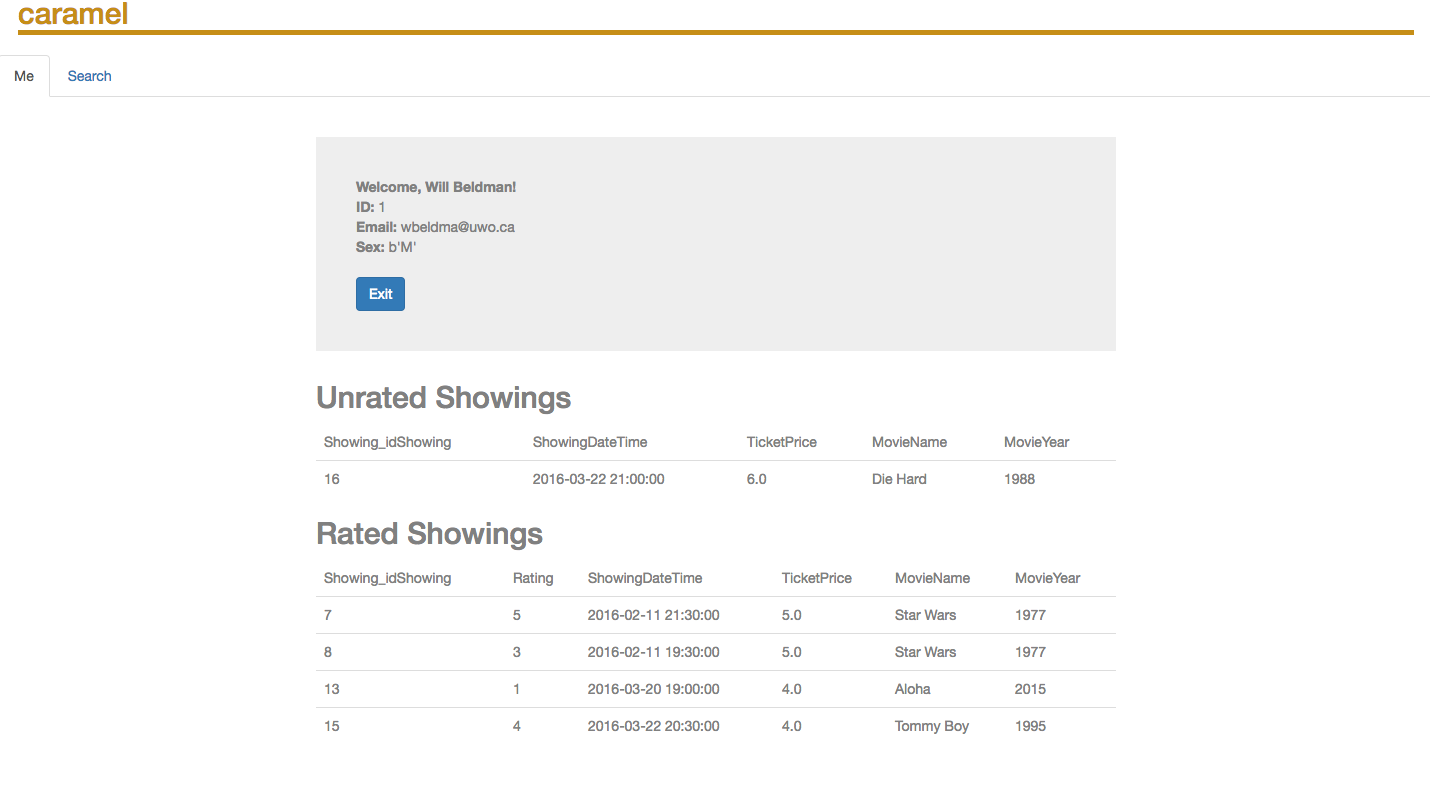 caramel
Me Search
Welcome, Will Beldman!
ID: 1
Email: wbeldma@uwo.ca
Sex: b'M'
Exit
Unrated Showings
Showing_idShowing ShowingDateTime TicketPrice MovieName MovieYear
16 2016-03-22 21:00:00 6.0 Die Hard 1988
Rated Showings
Showing_idShowing Rating ShowingDateTime TicketPrice MovieName MovieYear
7 5 2016-02-11 21:30:00 5.0 Star Wars 1977
8 3 2016-02-11 19:30:00 5.0 Star Wars 1977
13 1 2016-03-20 19:00:00 4.0 Aloha 2015
15 4 2016-03-22 20:30:00 4.0 Tommy Boy 1995